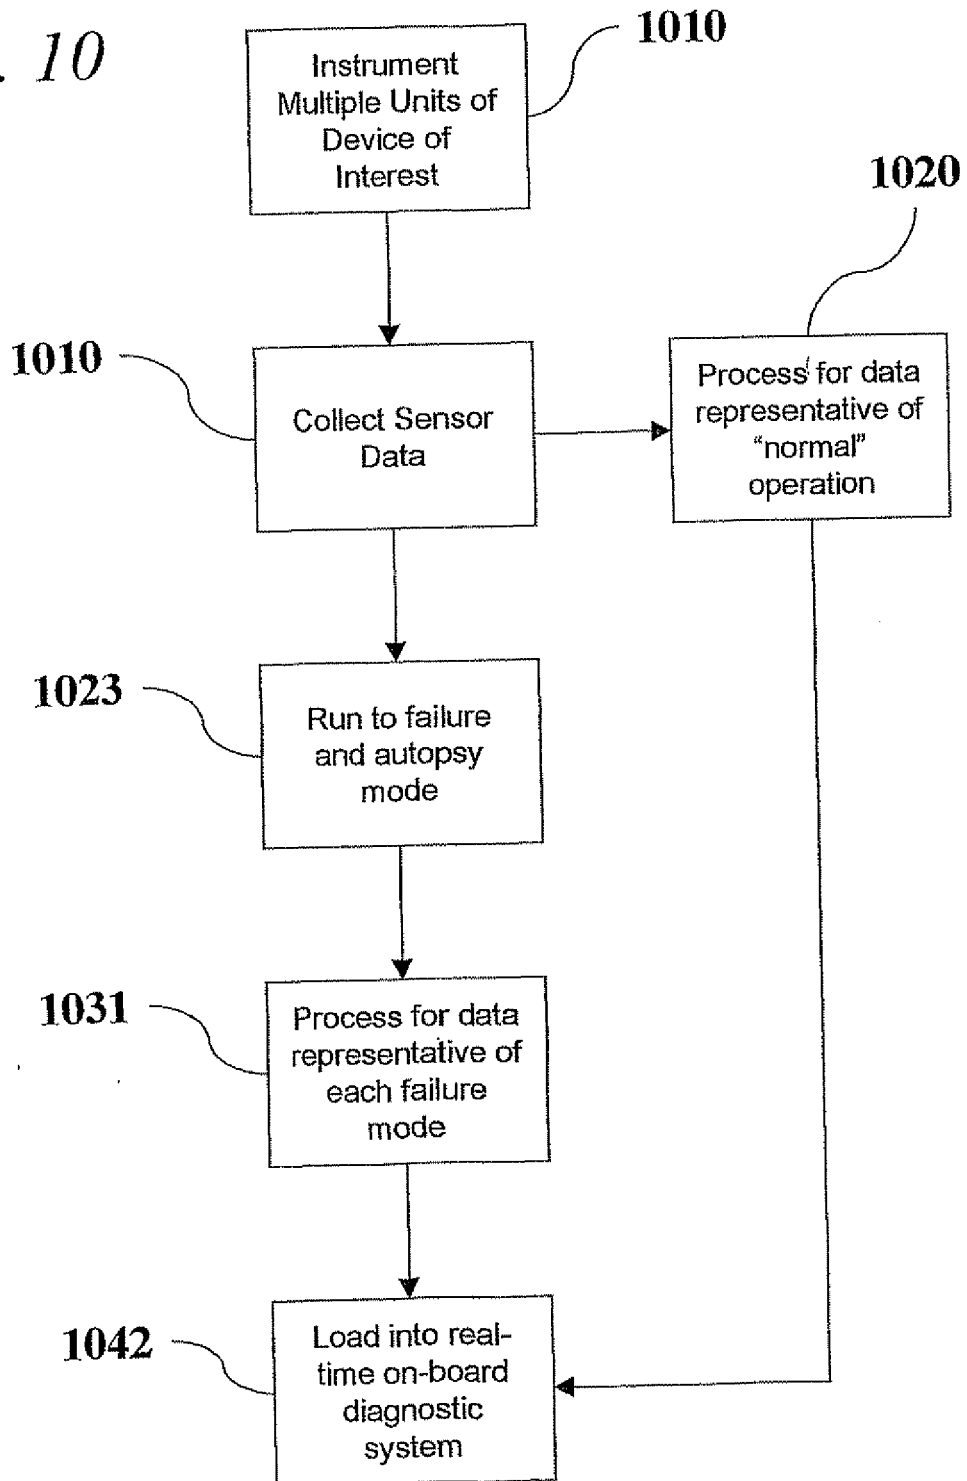 . 10
1010
Instrument
Multiple Units of
Device of
Interest
1020
1010
Collect Sensor
Data
Process for data
representative of
“normal”
operation
1023
Run to failure
and autopsy
mode
1031
Process for data
representative of
each failure
mode
1042
Load into real-
time on-board
diagnostic
system